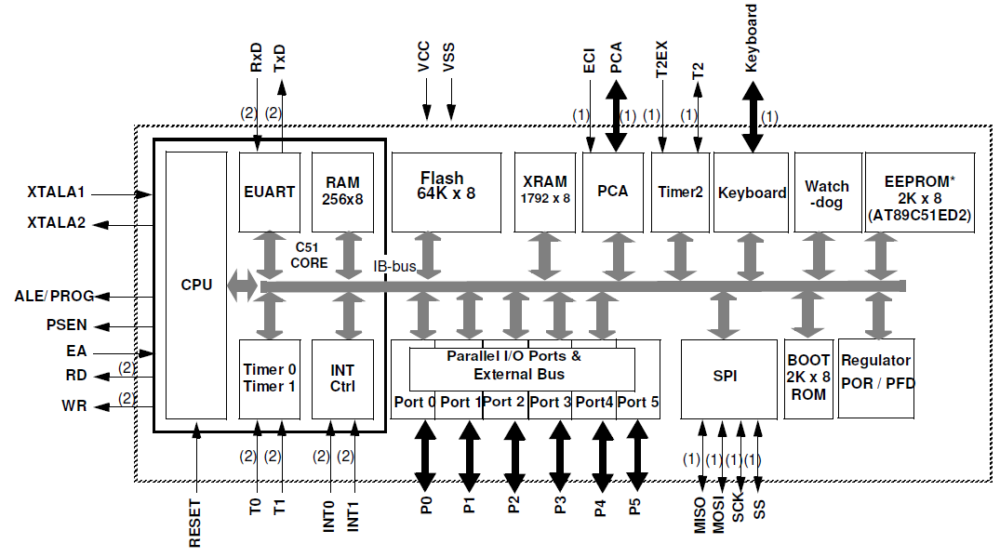 RxD
TxD
VCC
VSS
ECI
PCA
T2EX
T2
Keyboard
(2)
(2)
(1)
(1)
(1)
(1)
(1)
XTALA1
XTALA2
ALE/PROG
PSEN
EA
RD
(2)
WR
(2)
CPU
EUART
RAM
256x8
C51
CORE
IB-bus
Flash
64K x 8
XRAM
1792 x 8
PCA
Timer2
Keyboard
Watch
-dog
EEPROM*
2K x 8
(AT89C51ED2)
Timer 0
Timer 1
INT
Ctrl
Parallel I/O Ports &
External Bus
Port 0
Port 1
Port 2
Port 3
Port4
Port 5
SPI
BOOT
2K x 8
ROM
Regulator
POR / PFD
(2)
(2)
(2)
(2)
(1)
(1)
(1)
(1)
RESET
T0
T1
INT0
INT1
P0
P1
P2
P3
P4
P5
MISO
MOSI
SCK
SS